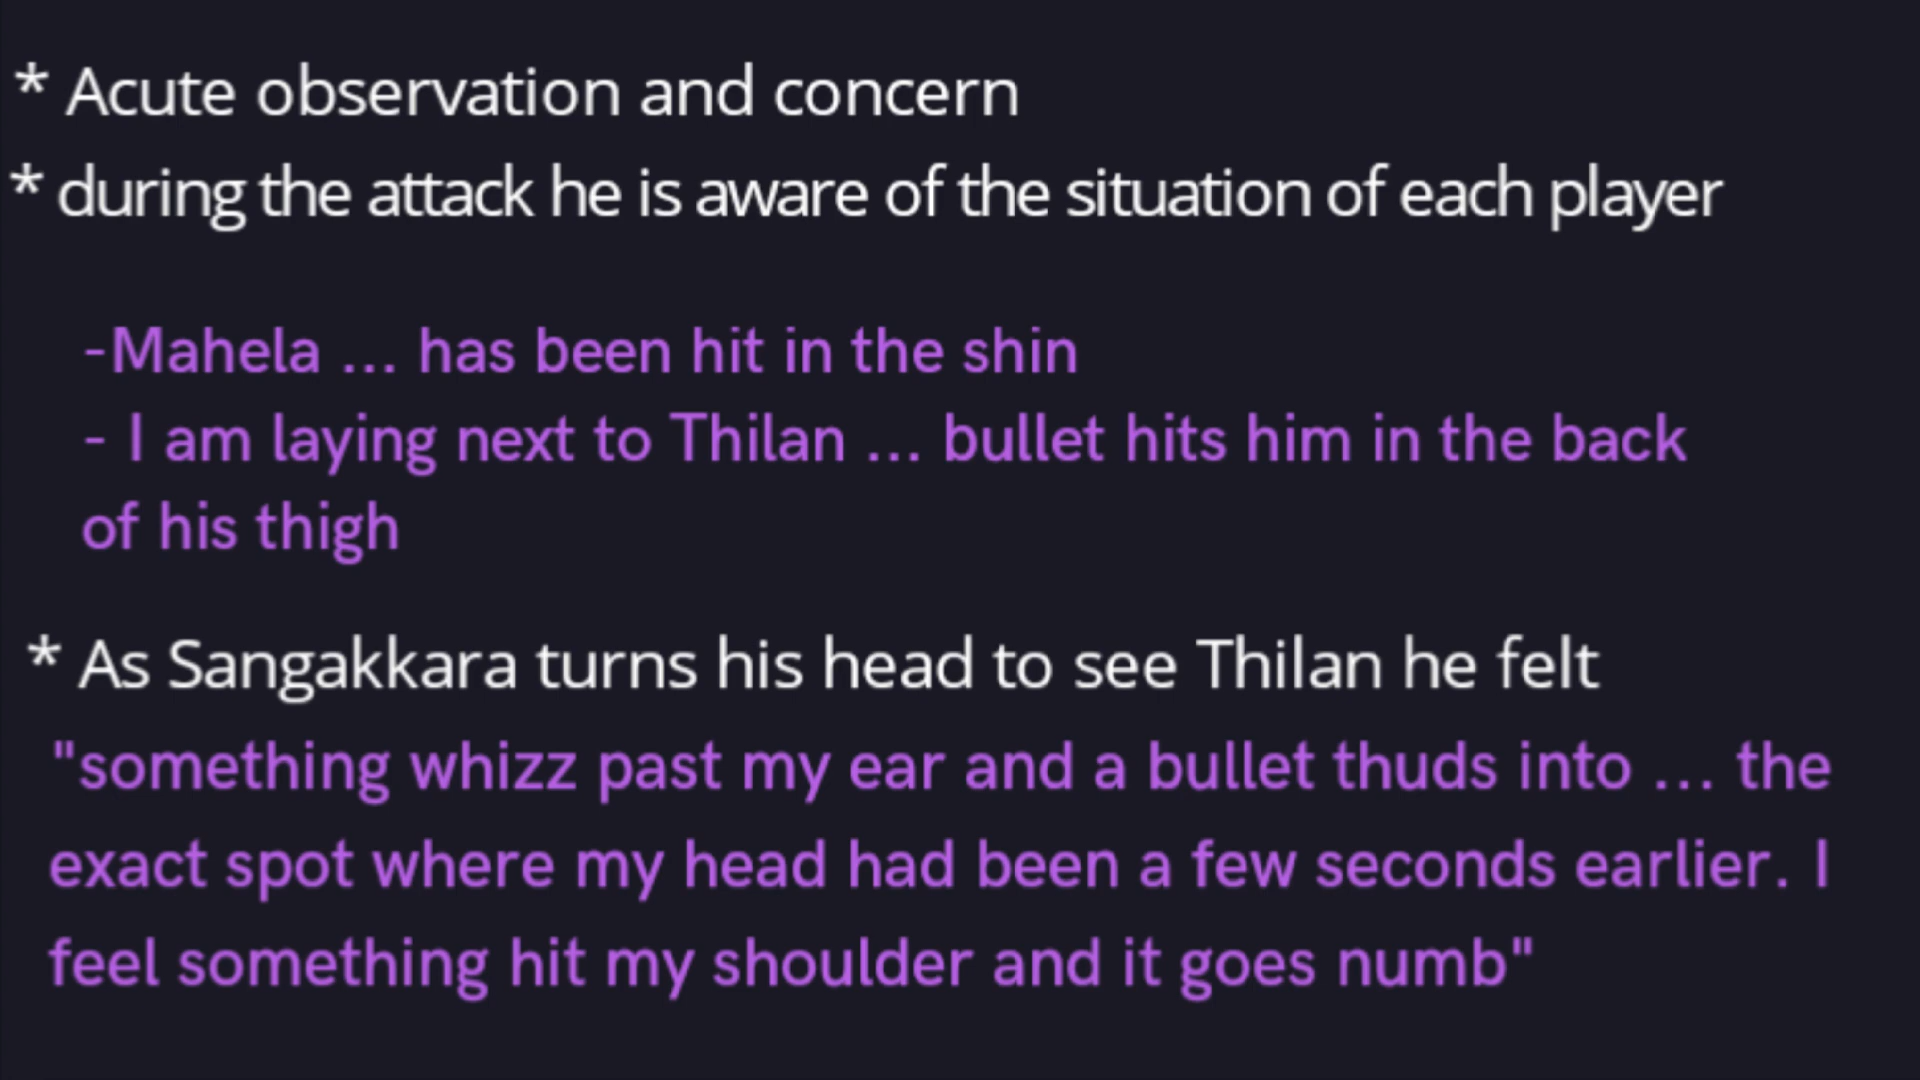 * Acute observation and concern
* during the attack he is aware of the situation of each player
-Mahela ... has been hit in the shin
- I am laying next to Thilan ... bullet hits him in the back
of his thigh
* As Sangakkara turns his head to see Thilan he felt
"something whizz past my ear and a bullet thuds into ... the
exact spot where my head had been a few seconds earlier. I
feel something hit my shoulder and it goes numb"